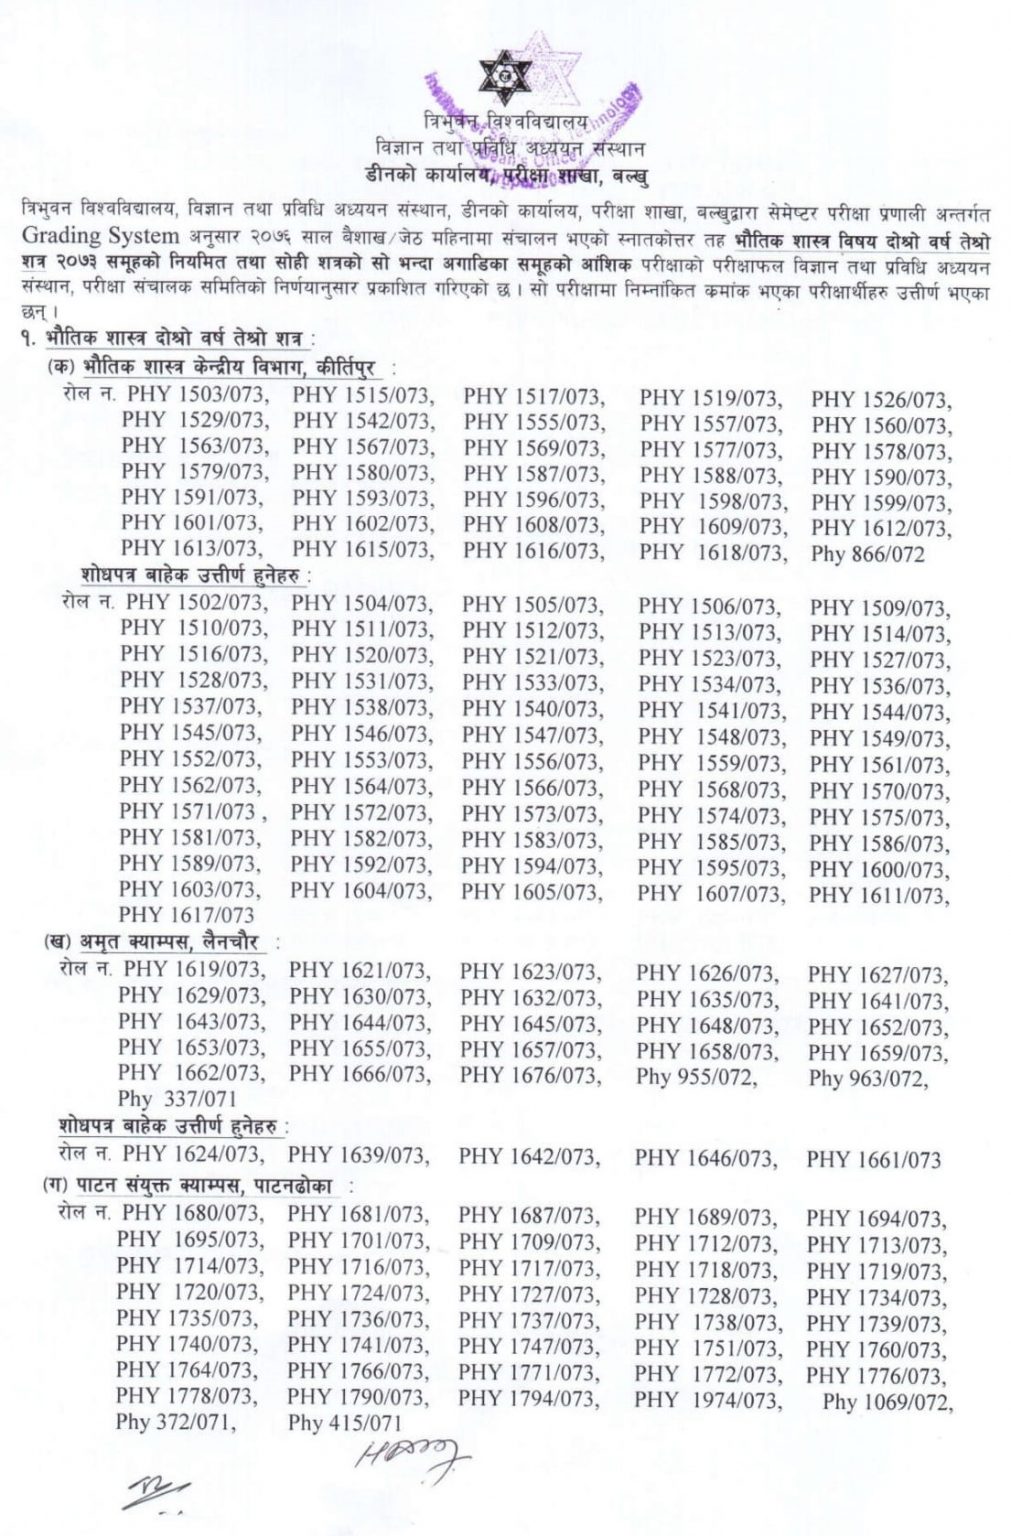 त्रिभुवन विश्वविद्यालय
विज्ञान तथा प्रविधि अध्ययन संस्थान
डीनको कार्यालय, परीक्षा शाखा, बल्खु
Institute of Science & Technology
Dean's Office
त्रिभुवन विश्वविद्यालय, विज्ञान तथा प्रविधि अध्ययन संस्थान, डीनको कार्यालय, परीक्षा शाखा, बल्खुद्वारा सेमेष्टर परीक्षा प्रणाली अन्तर्गत
Grading System अनुसार २०७६ साल बैशाख/जेठ महिनामा संचालन भएको स्नातकोत्तर तह भौतिक शास्त्र विषय दोश्रो वर्ष तेश्रो
शत्र २०७३ समूहको नियमित तथा सोही शत्रको सो भन्दा अगाडिका समूहको आंशिक परीक्षाको परीक्षाफल विज्ञान तथा प्रविधि अध्ययन
संस्थान, परीक्षा संचालक समितिको निर्णयानुसार प्रकाशित गरिएको छ। सो परीक्षामा निम्नांकित क्रमांक भएका परीक्षार्थीहरु उत्तीर्ण भएका
छन्।
१. भौतिक शास्त्र दोश्रो वर्ष तेश्रो शत्र :
(क) भौतिक शास्त्र केन्द्रीय विभाग, कीर्तिपुर :
रोल न. PHY 1503/073, PHY 1515/073, PHY 1517/073, PHY 1519/073, PHY 1526/073,
PHY 1529/073, PHY 1542/073, PHY 1555/073, PHY 1557/073, PHY 1560/073,
PHY 1563/073, PHY 1567/073, PHY 1569/073, PHY 1577/073, PHY 1578/073,
PHY 1579/073, PHY 1580/073, PHY 1587/073, PHY 1588/073, PHY 1590/073,
PHY 1591/073, PHY 1593/073, PHY 1596/073, PHY 1598/073, PHY 1599/073,
PHY 1601/073, PHY 1602/073, PHY 1608/073, PHY 1609/073, PHY 1612/073,
PHY 1613/073, PHY 1615/073, PHY 1616/073, PHY 1618/073, Phy 866/072
शोधपत्र बाहेक उत्तीर्ण हुनेहरु :
रोल न. PHY 1502/073, PHY 1504/073, PHY 1505/073, PHY 1506/073, PHY 1509/073,
PHY 1510/073, PHY 1511/073, PHY 1512/073, PHY 1513/073, PHY 1514/073,
PHY 1516/073, PHY 1520/073, PHY 1521/073, PHY 1523/073, PHY 1527/073,
PHY 1528/073, PHY 1531/073, PHY 1533/073, PHY 1534/073, PHY 1536/073,
PHY 1537/073, PHY 1538/073, PHY 1540/073, PHY 1541/073, PHY 1544/073,
PHY 1545/073, PHY 1546/073, PHY 1547/073, PHY 1548/073, PHY 1549/073,
PHY 1552/073, PHY 1553/073, PHY 1556/073, PHY 1559/073, PHY 1561/073,
PHY 1562/073, PHY 1564/073, PHY 1566/073, PHY 1568/073, PHY 1570/073,
PHY 1571/073 , PHY 1572/073, PHY 1573/073, PHY 1574/073, PHY 1575/073,
PHY 1581/073, PHY 1582/073, PHY 1583/073, PHY 1585/073, PHY 1586/073,
PHY 1589/073, PHY 1592/073, PHY 1594/073, PHY 1595/073, PHY 1600/073,
PHY 1603/073, PHY 1604/073, PHY 1605/073, PHY 1607/073, PHY 1611/073,
PHY 1617/073
(ख) अमृत क्याम्पस, लैनचौर :
रोल न. PHY 1619/073, PHY 1621/073, PHY 1623/073, PHY 1626/073, PHY 1627/073,
PHY 1629/073, PHY 1630/073, PHY 1632/073, PHY 1635/073, PHY 1641/073,
PHY 1643/073, PHY 1644/073, PHY 1645/073, PHY 1648/073, PHY 1652/073,
PHY 1653/073, PHY 1655/073, PHY 1657/073, PHY 1658/073, PHY 1659/073,
PHY 1662/073, PHY 1666/073, PHY 1676/073, Phy 955/072, Phy 963/072,
Phy 337/071
शोधपत्र बाहेक उत्तीर्ण हुनेहरु :
रोल न. PHY 1624/073, PHY 1639/073, PHY 1642/073, PHY 1646/073, PHY 1661/073
(ग) पाटन संयुक्त क्याम्पस, पाटनढोका :
रोल न. PHY 1680/073, PHY 1681/073, PHY 1687/073, PHY 1689/073, PHY 1694/073,
PHY 1695/073, PHY 1701/073, PHY 1709/073, PHY 1712/073, PHY 1713/073,
PHY 1714/073, PHY 1716/073, PHY 1717/073, PHY 1718/073, PHY 1719/073,
PHY 1720/073, PHY 1724/073, PHY 1727/073, PHY 1728/073, PHY 1734/073,
PHY 1735/073, PHY 1736/073, PHY 1737/073, PHY 1738/073, PHY 1739/073,
PHY 1740/073, PHY 1741/073, PHY 1747/073, PHY 1751/073, PHY 1760/073,
PHY 1764/073, PHY 1766/073, PHY 1771/073, PHY 1772/073, PHY 1776/073,
PHY 1778/073, PHY 1790/073, PHY 1794/073, PHY 1974/073, Phy 1069/072,
Phy 372/071, Phy 415/071